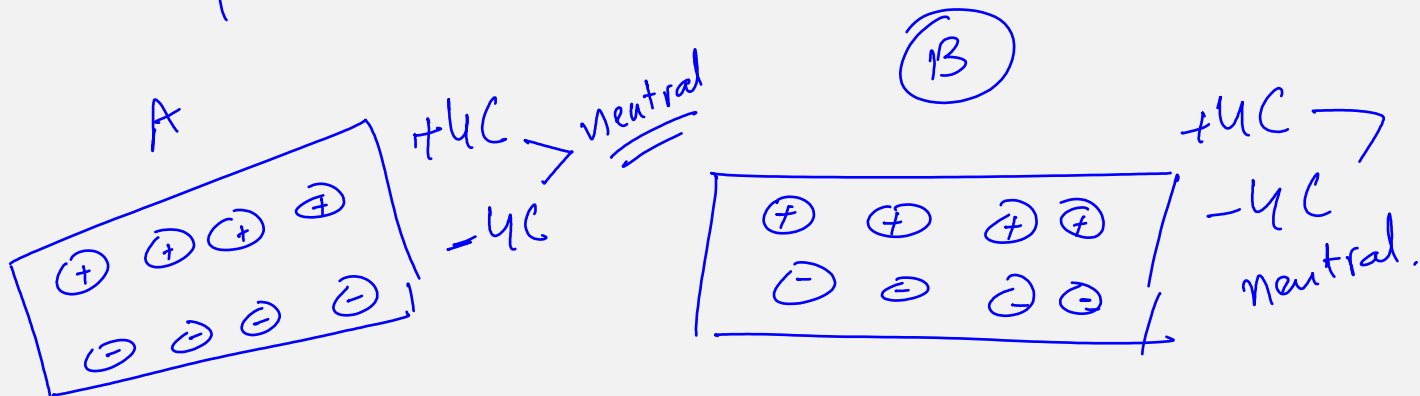 A
+4C
neutral
-4C
+ + + +
- - - -
B
+4C
-4C
neutral.
+ + + +
- - - -